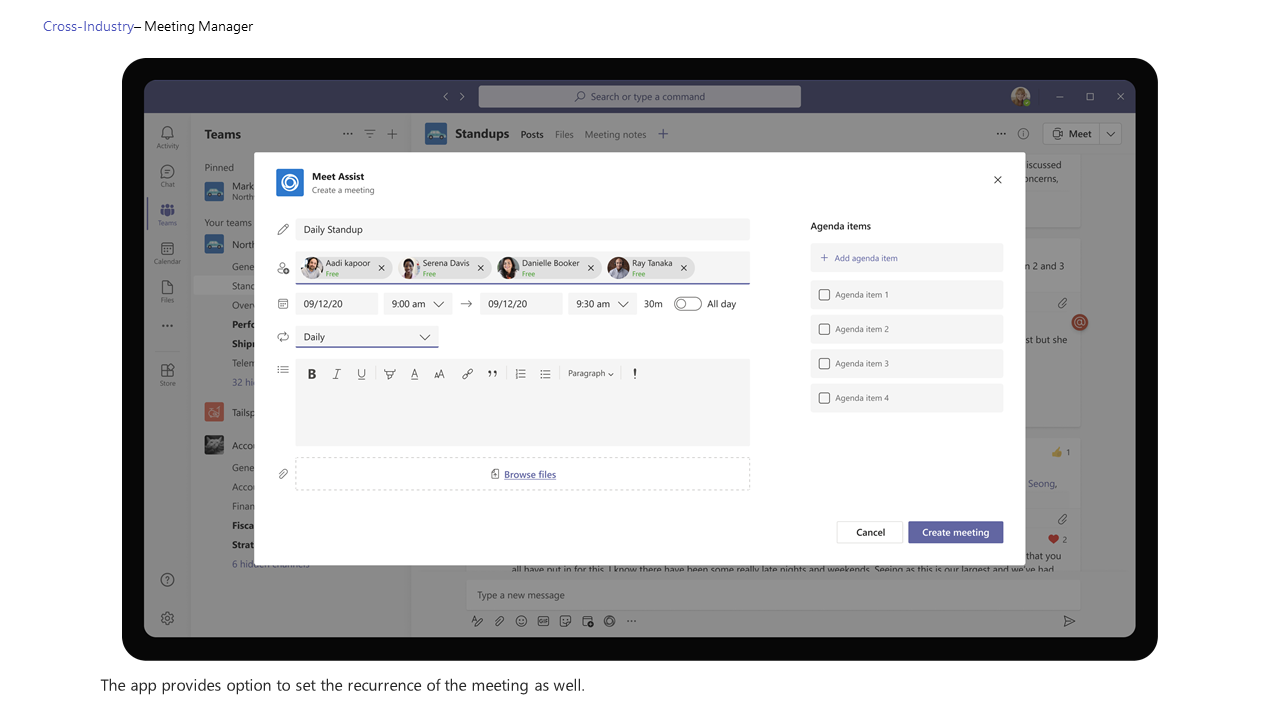 Cross-Industry– Meeting Manager
Search or type a command
Activity
Chat
Teams
Calendar
Files
Store
Teams
Pinned
Mark
North
Your teams
North
Gene
Stand
Overv
Perfo
Shipr
Telem
32 hi
Tailsp
Acco
Gene
Acco
Finan
Fisca
Strat
6 hidden channels
Standups
Posts
Files
Meeting notes
Meet
Meet Assist
Create a meeting
Daily Standup
Aadi kapoor
Free
Serena Davis
Free
Danielle Booker
Free
Ray Tanaka
Free
09/12/20
9:00 am
09/12/20
9:30 am
30m
All day
Daily
B I U A AA Paragraph !
Browse files
Agenda items
+ Add agenda item
Agenda item 1
Agenda item 2
Agenda item 3
Agenda item 4
Cancel
Create meeting
iscussed
oncerns,
n 2 and 3
st but she
1
Seong,
2
that you
all have put in for this. I know there have been some really late nights and weekends. Seeing as this is our largest and we've had
Type a new message
GIF
The app provides option to set the recurrence of the meeting as well.